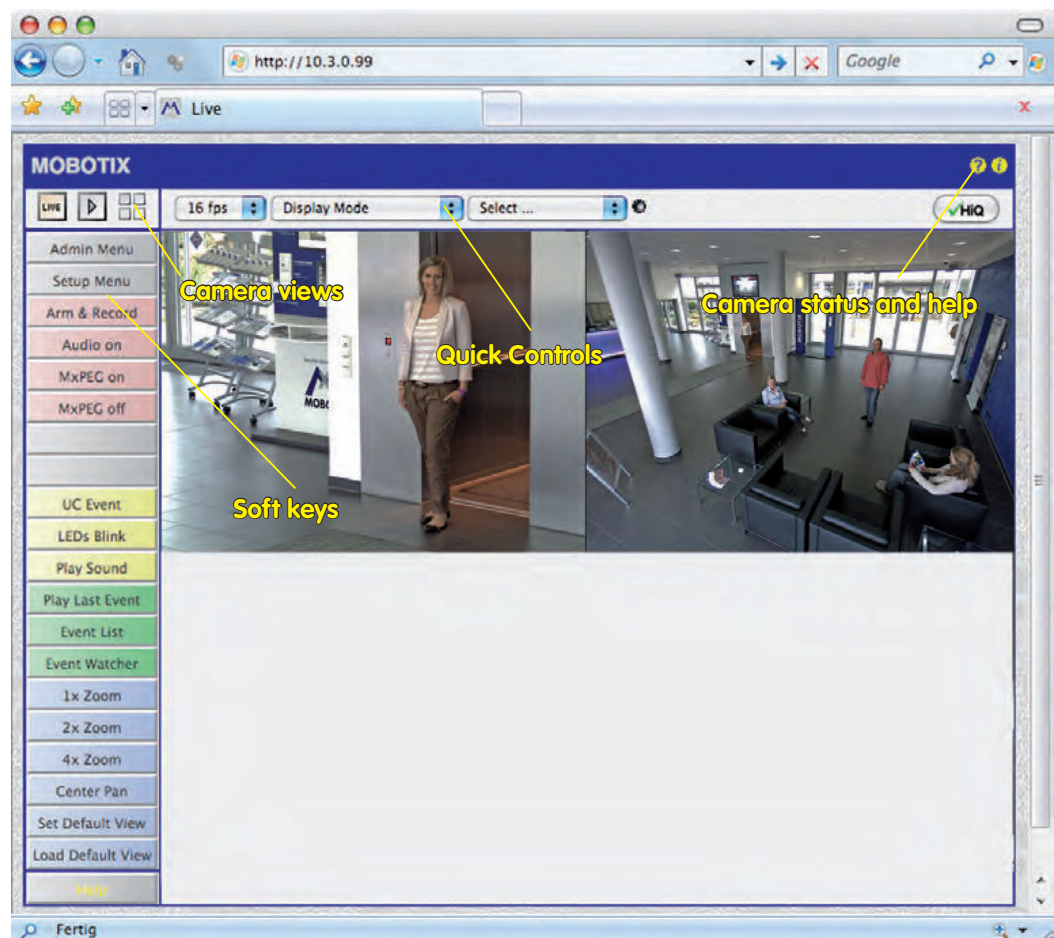 http://10.3.0.99
Google
Live
MOBOTIX
? i
LIVE
16 fps
Display Mode
Select ...
HiQ
Admin Menu
Setup Menu
Arm & Record
Audio on
MxPEG on
MxPEG off
UC Event
LEDs Blink
Play Sound
Play Last Event
Event List
Event Watcher
1x Zoom
2x Zoom
4x Zoom
Center Pan
Set Default View
Load Default View
Help
Camera views
Quick Controls
Camera status and help
Soft keys
MOBO
Fertig